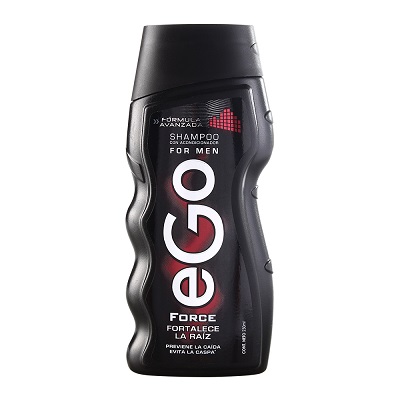 FÓRMULA
AVANZADA
SHAMPOO
CON ACONDICIONADOR
FOR MEN
eGo
FORCE
FORTALECE
LA RAÍZ
PREVIENE LA CAÍDA
EVITA LA CASPA*